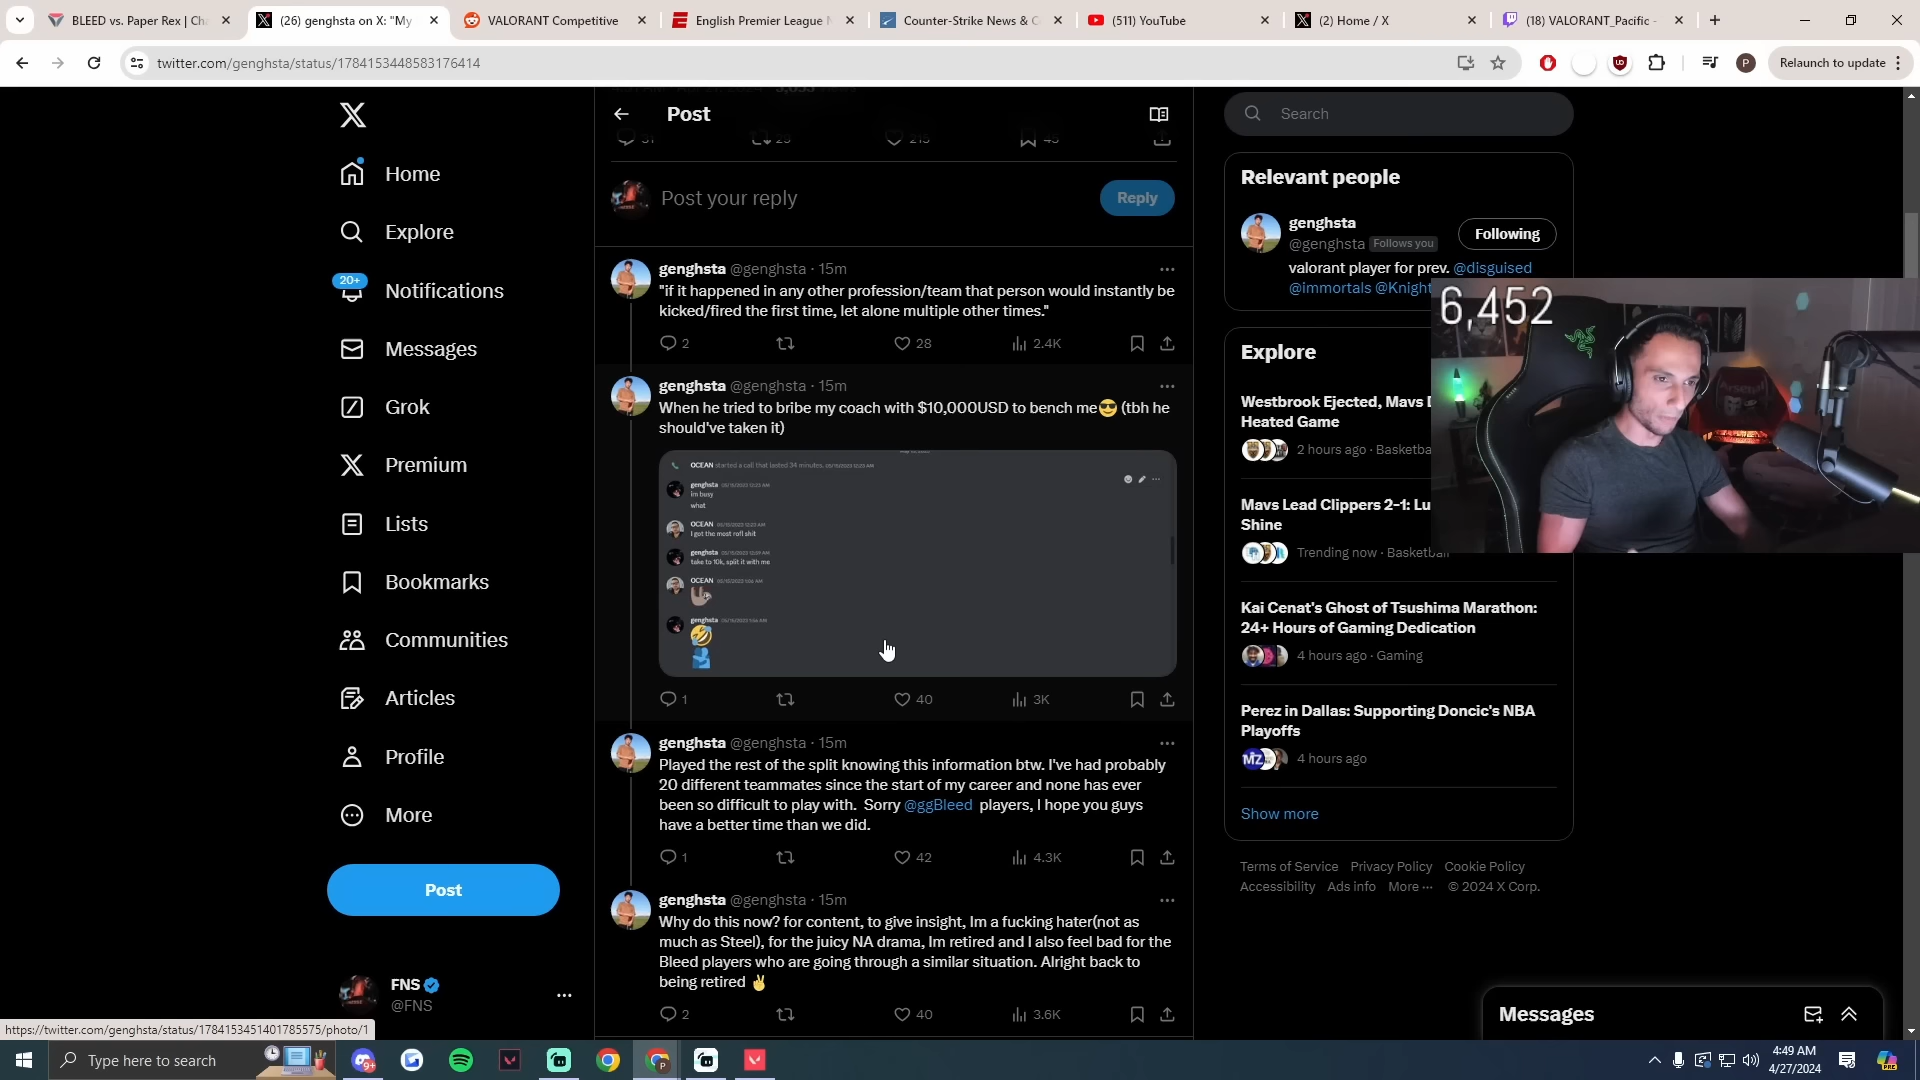 BLEED vs. Paper Rex | Cha
(26) genghsta on X: "My
VALORANT Competitive
English Premier League N
Counter-Strike News & C
(511) YouTube
(2) Home / X
(18) VALORANT_Pacific -
twitter.com/genghsta/status/1784153448583176414
Relaunch to update
Home
Explore
20+
Notifications
Messages
Grok
Lists
Premium
Bookmarks
Communities
Articles
Profile
More
Post
FNS
@FNS
https://twitter.com/genghsta/status/1784153451401785575/photo/1
Post
Post your reply
Reply
genghsta @genghsta · 15m
"if it happened in any other profession/team that person would instantly be
kicked/fired the first time, let alone multiple other times."
2 28 2.4K
genghsta @genghsta · 15m
When he tried to bribe my coach with $10,000USD to bench me😎 (tbh he
should've taken it)
OCEAN started a call that lasted 34 minutes.
genghsta
Im busy
what
OCEAN
I got the most rofl shit
genghsta
take to 10k, split it with me
OCEAN
genghsta
1 40 3K
genghsta @genghsta · 15m
Played the rest of the split knowing this information btw. I've had probably
20 different teammates since the start of my career and none has ever
been so difficult to play with. Sorry @ggBleed players, I hope you guys
have a better time than we did.
1 42 4.3K
genghsta @genghsta · 15m
Why do this now? for content, to give insight, Im a fucking hater(not as
much as Steel), for the juicy NA drama, Im retired and I also feel bad for the
Bleed players who are going through a similar situation. Alright back to
being retired ✌️
2 40 3.6K
Search
Relevant people
genghsta
@genghsta Follows you
Following
valorant player for prev. @disguised
@immortals @Knight
6,452
Explore
Westbrook Ejected, Mavs
Heated Game
2 hours ago · Basketba
Mavs Lead Clippers 2-1: Lu
Shine
Trending now · Basketball
Kai Cenat's Ghost of Tsushima Marathon:
24+ Hours of Gaming Dedication
4 hours ago · Gaming
Perez in Dallas: Supporting Doncic's NBA
Playoffs
4 hours ago
Show more
Terms of Service Privacy Policy Cookie Policy
Accessibility Ads info More ··· © 2024 X Corp.
Messages
Type here to search
4:49 AM
4/27/2024